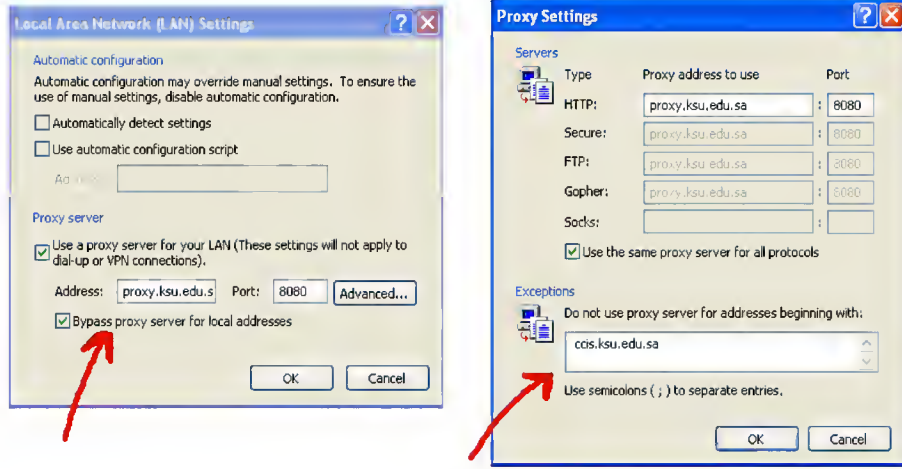 Local Area Network (LAN) Settings
Automatic configuration
Automatic configuration may override manual settings. To ensure the
use of manual settings, disable automatic configuration.
Automatically detect settings
Use automatic configuration script
Proxy server
Use a proxy server for your LAN (These settings will not apply to
dial-up or VPN connections).
Address: proxy.ksu.edu.s Port: 8080 Advanced...
Bypass proxy server for local addresses
OK Cancel
Proxy Settings
Servers
Type Proxy address to use Port
HTTP: proxy.ksu.edu.sa : 8080
Secure: proxy.ksu.edu.sa : 8080
FTP: proxy.ksu.edu.sa : 8080
Gopher: proxy.ksu.edu.sa : 8080
Socks: :
Use the same proxy server for all protocols
Exceptions
Do not use proxy server for addresses beginning with:
ccis.ksu.edu.sa
Use semicolons ( ; ) to separate entries.
OK Cancel